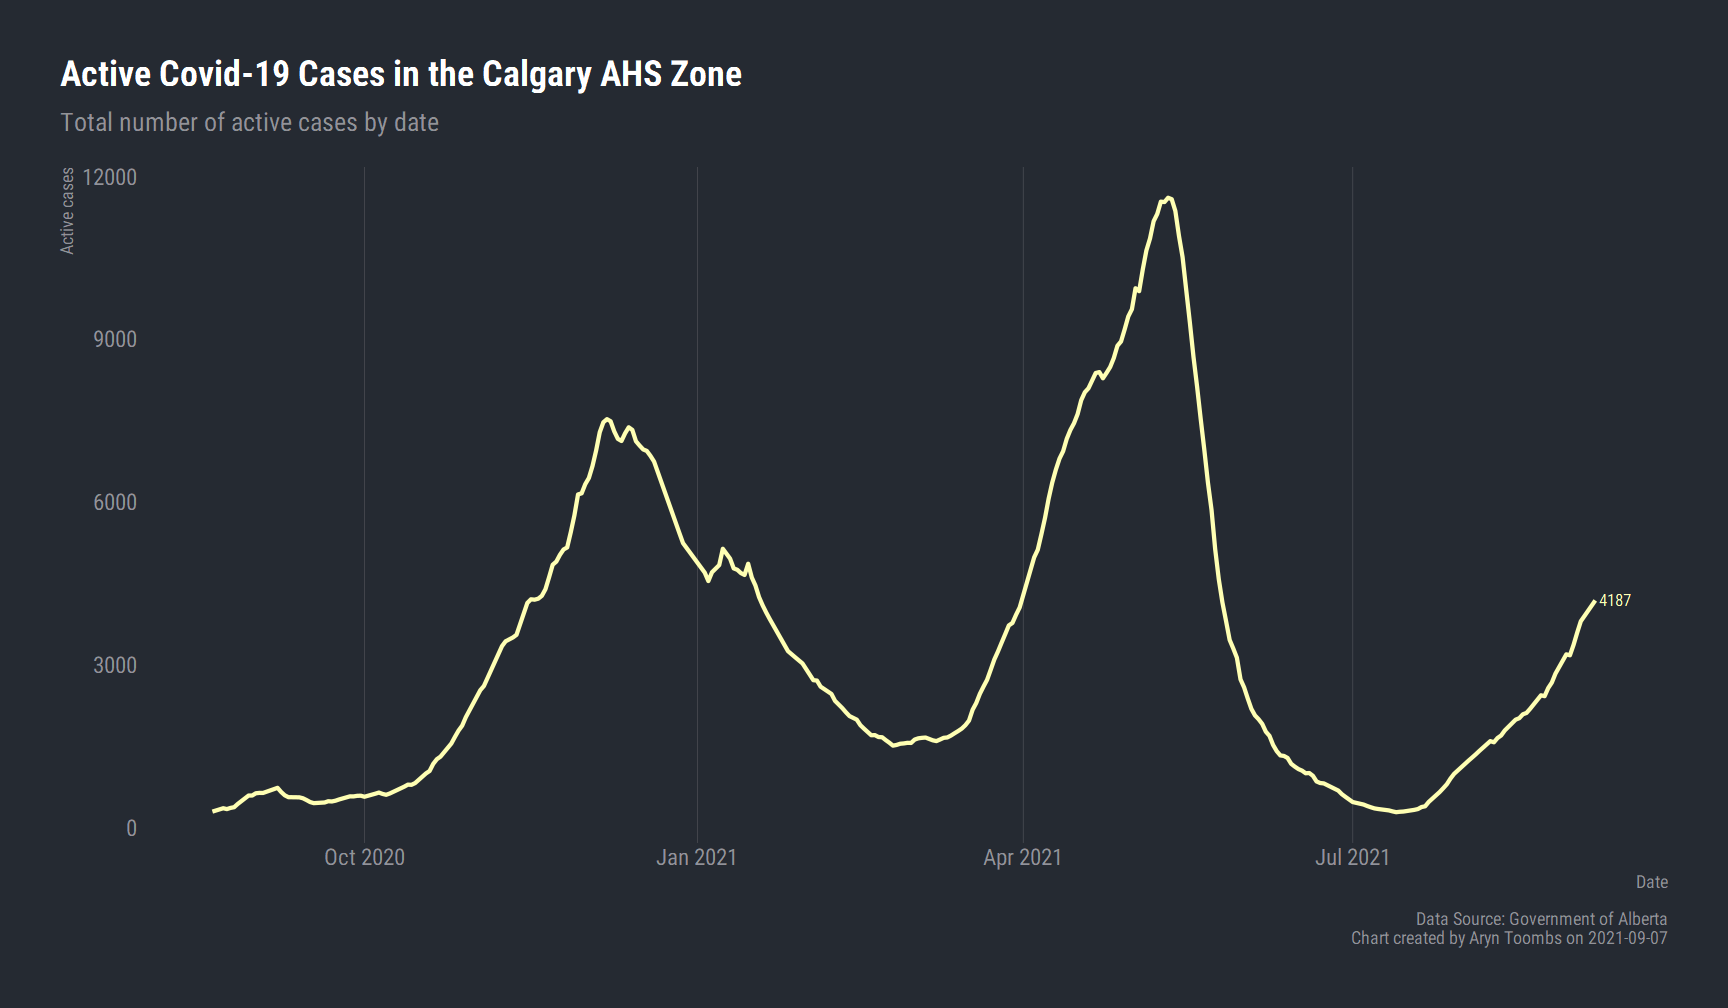 Active Covid-19 Cases in the Calgary AHS Zone
Total number of active cases by date
Active cases
12000
9000
6000
3000
0
4187
Oct 2020
Jan 2021
Apr 2021
Jul 2021
Date
Data Source: Government of Alberta
Chart created by Aryn Toombs on 2021-09-07